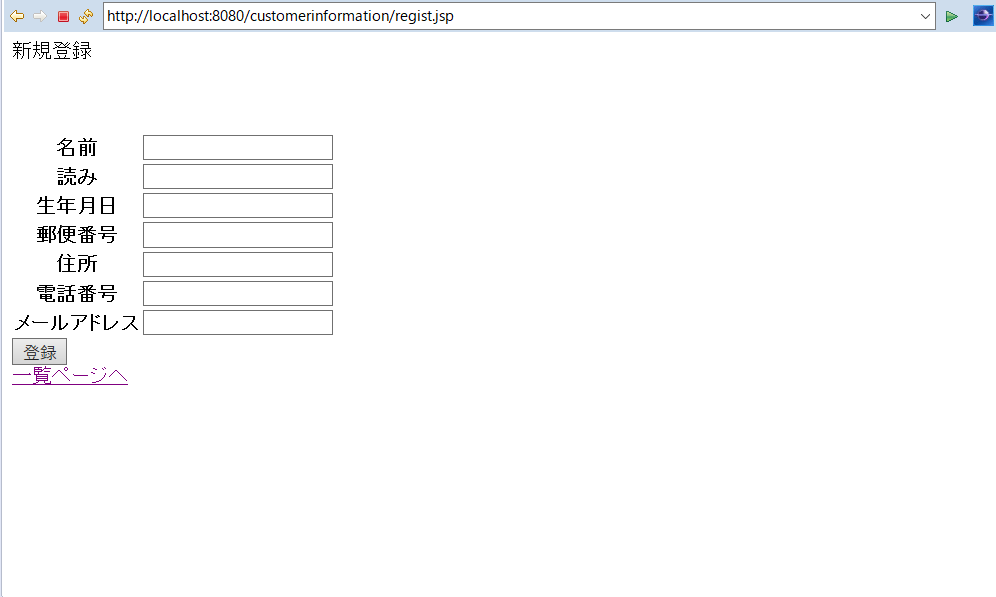 http://localhost:8080/customerinformation/regist.jsp
新規登録
名前
読み
生年月日
郵便番号
住所
電話番号
メールアドレス
登録
一覧ページへ